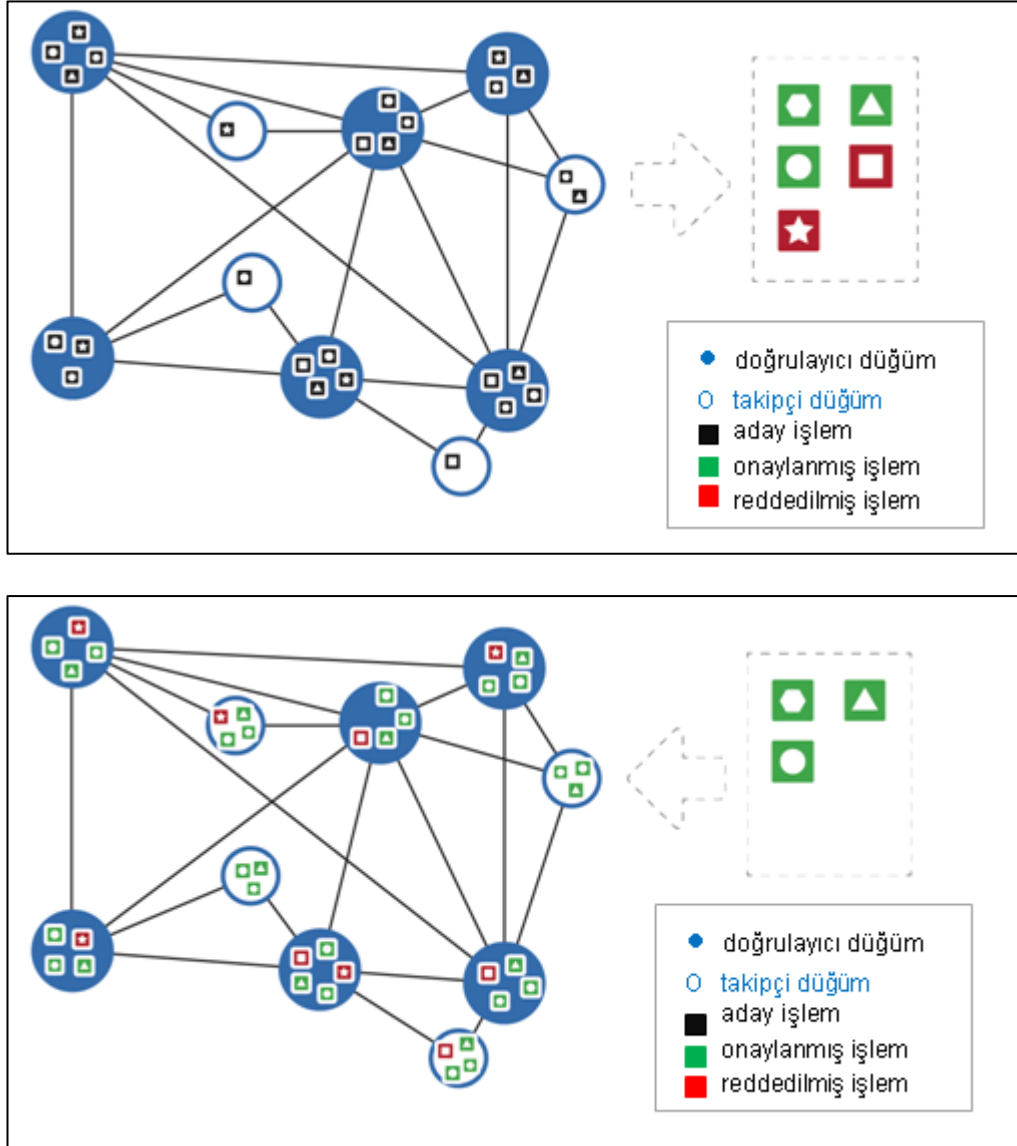 doğrulayıcı düğüm
takipçi düğüm
aday işlem
onaylanmış işlem
reddedilmiş işlem
doğrulayıcı düğüm
takipçi düğüm
aday işlem
onaylanmış işlem
reddedilmiş işlem